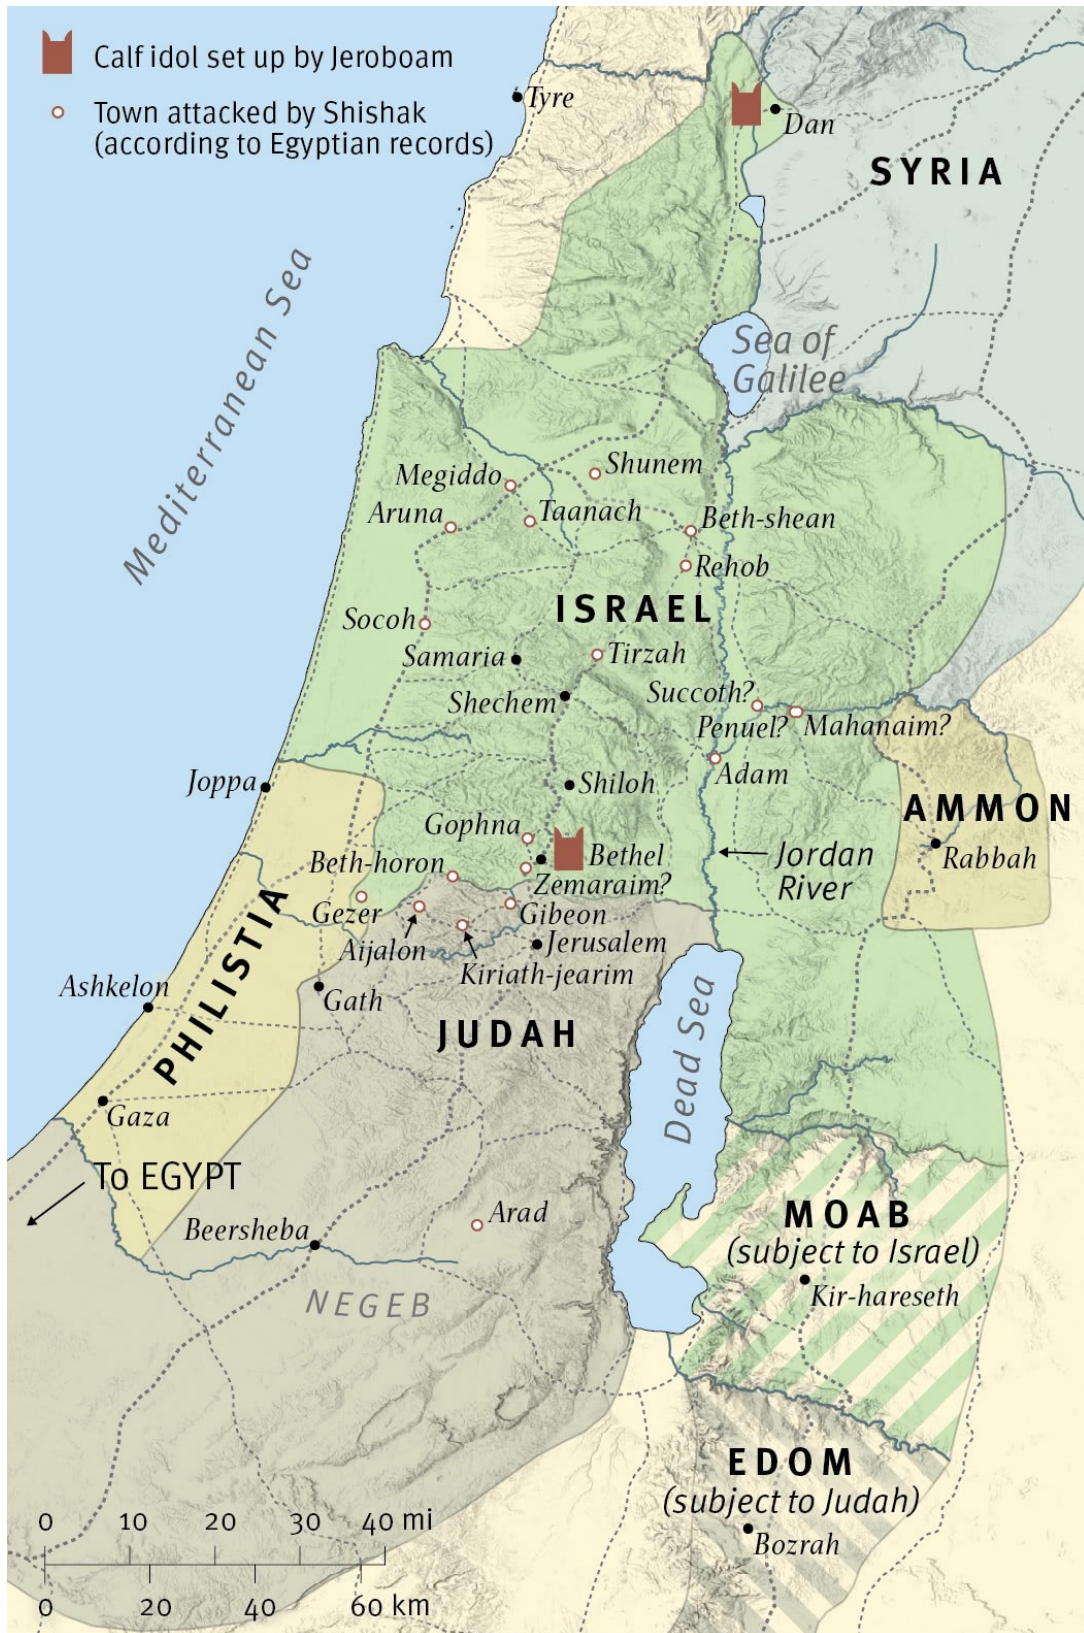 Calf idol set up by Jeroboam
Town attacked by Shishak
(according to Egyptian records)
Tyre
Dan
SYRIA
Mediterranean Sea
Sea of
Galilee
Megiddo
Shunem
Aruna
Taanach
Beth-shean
Rehob
ISRAEL
Socoh
Samaria
Tirzah
Shechem
Succoth?
Penuel?
Mahanaim?
Joppa
Shiloh
Adam
AMMON
Gophna
Beth-horon
Bethel
Jordan
River
Rabbah
Zemaraim?
Gezer
Gibeon
Aijalon
Jerusalem
Kiriath-jearim
PHILISTIA
Ashkelon
Gath
JUDAH
Dead Sea
Gaza
To EGYPT
Beersheba
Arad
MOAB
(subject to Israel)
Kir-hareseth
NEGEB
EDOM
(subject to Judah)
Bozrah
0 10 20 30 40 mi
0 20 40 60 km